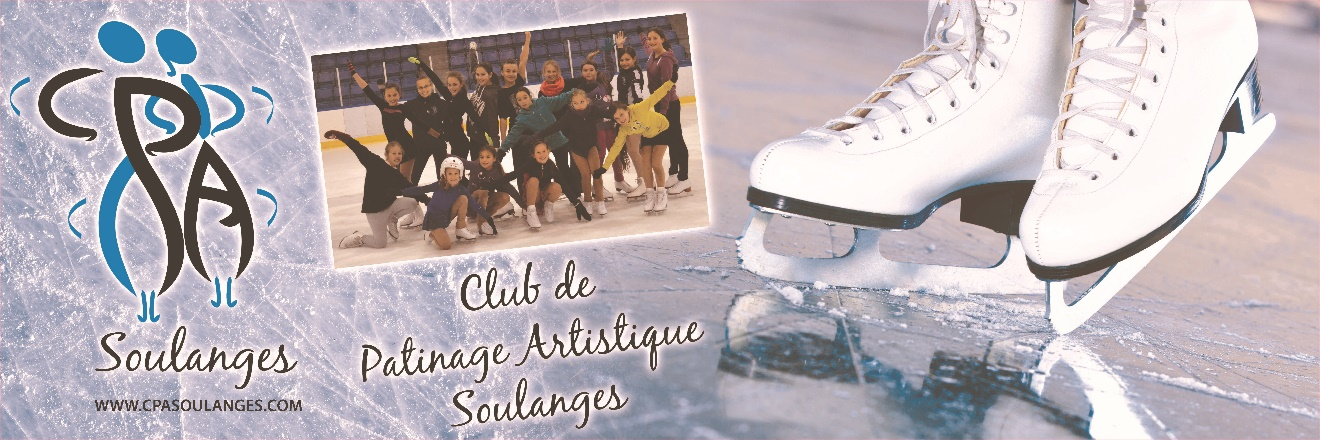 CPA
Soulanges
WWW.CPASOULANGES.COM
Club de
Patinage Artistique
Soulanges